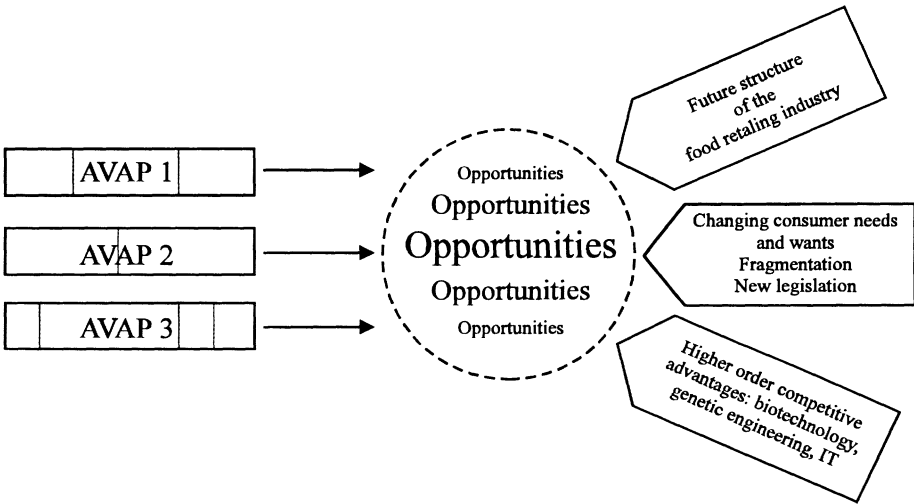 AVAP 1
AVAP 2
AVAP 3
Opportunities
Opportunities
Opportunities
Opportunities
Opportunities
Future structure
of the
food retaling industry
Changing consumer needs
and wants
Fragmentation
New legislation
Higher order competitive
advantages: biotechnology,
genetic engineering, IT